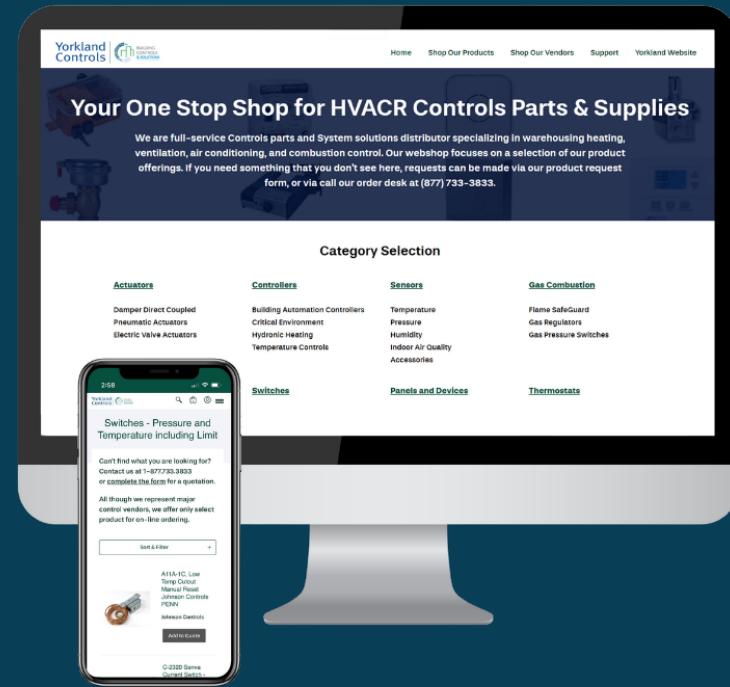 Yorkland
Controls
BUILDING
CONTROLS
& SOLUTIONS
Home Shop Our Products Shop Our Vendors Support Yorkland Website
Your One Stop Shop for HVACR Controls Parts & Supplies
We are full-service Controls parts and System solutions distributor specializing in warehousing heating,
ventilation, air conditioning, and combustion control. Our webshop focuses on a selection of our product
offerings. If you need something that you don't see here, requests can be made via our product request
form, or via call our order desk at (877) 733-3833.
Category Selection
Actuators
Damper Direct Coupled
Pneumatic Actuators
Electric Valve Actuators
Controllers
Building Automation Controllers
Critical Environment
Hydronic Heating
Temperature Controls
Sensors
Temperature
Pressure
Humidity
Indoor Air Quality
Accessories
Gas Combustion
Flame SafeGuard
Gas Regulators
Gas Pressure Switches
Switches
Panels and Devices
Thermostats
2:58
Yorkland
Controls
Switches - Pressure and
Temperature including Limit
Can't find what you are looking for?
Contact us at 1-877.733.3833
or complete the form for a quotation.
All though we represent major
control vendors, we offer only select
product for on-line ordering.
Sort & Filter +
A11A-1C, Low
Temp Cutout
Manual Reset
Johnson Controls
PENN
Johnson Controls
Add to Quote
C-2320 Senva
Current Switch -